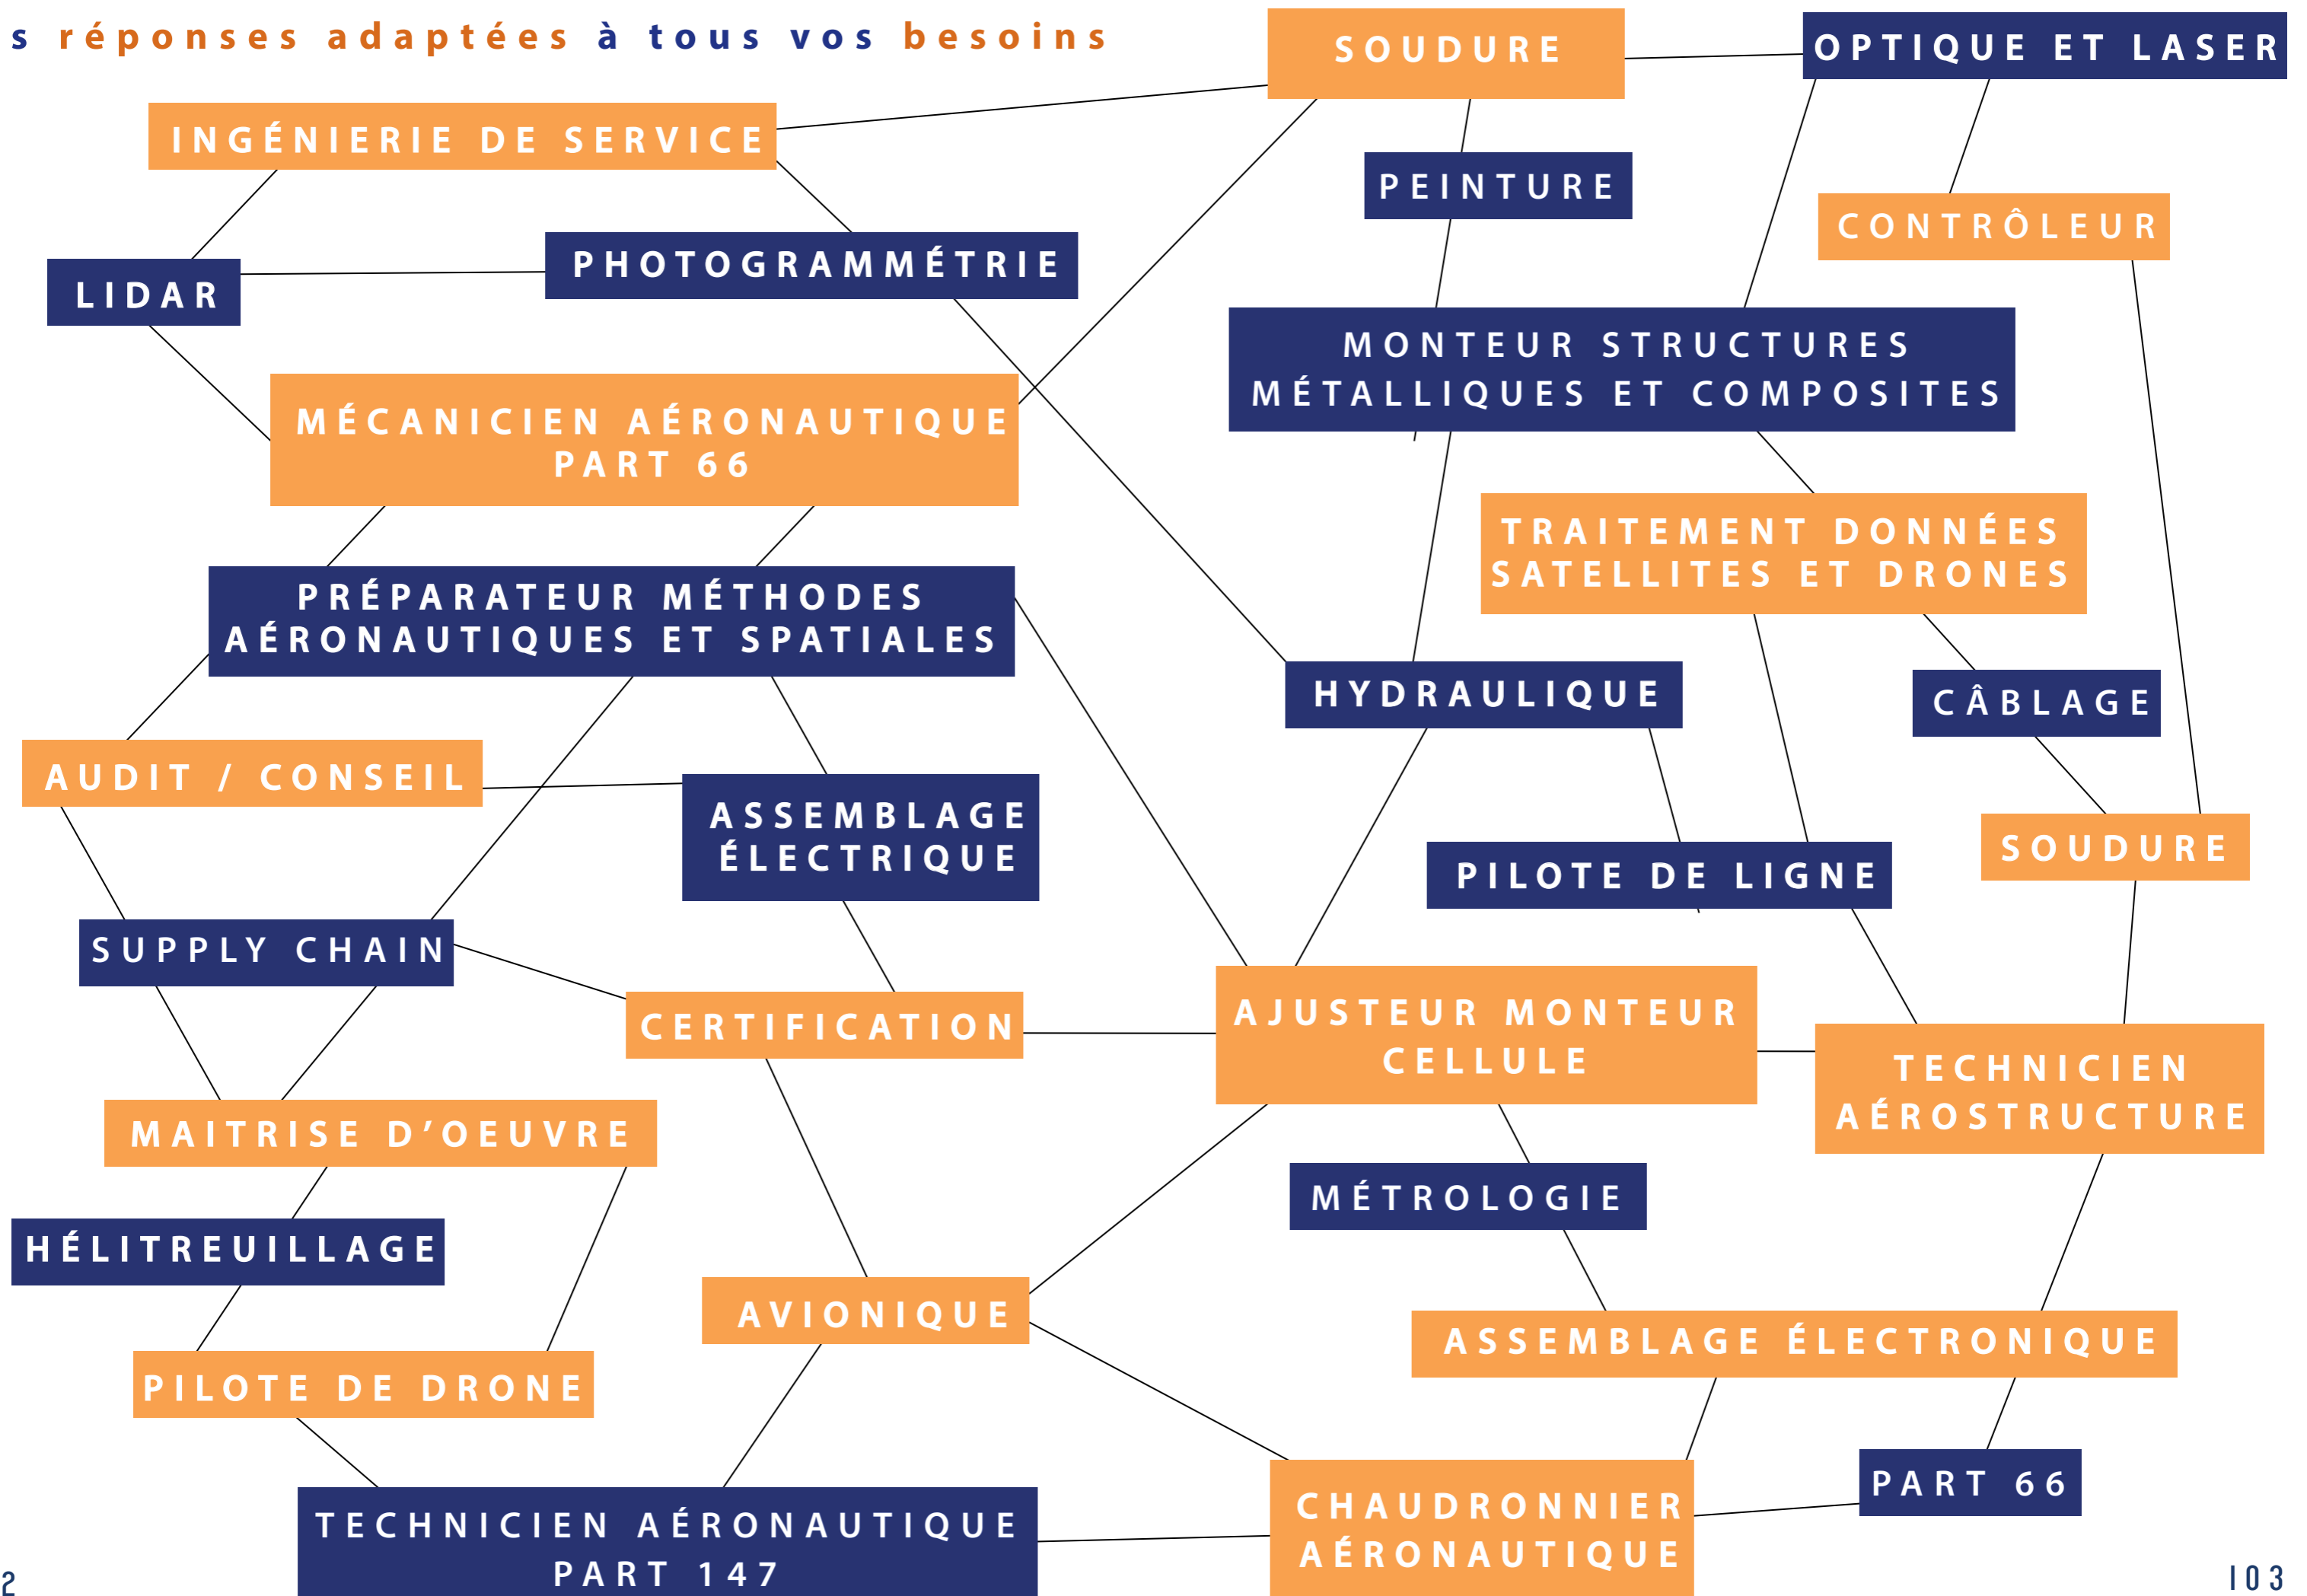 s réponses adaptées à tous vos besoins
SOUDURE
OPTIQUE ET LASER
INGÉNIERIE DE SERVICE
PEINTURE
CONTRÔLEUR
PHOTOGRAMMÉTRIE
LIDAR
MONTEUR STRUCTURES
MÉTALLIQUES ET COMPOSITES
MÉCANICIEN AÉRONAUTIQUE
PART 66
TRAITEMENT DONNÉES
SATELLITES ET DRONES
PRÉPARATEUR MÉTHODES
AÉRONAUTIQUES ET SPATIALES
HYDRAULIQUE
CÂBLAGE
AUDIT / CONSEIL
ASSEMBLAGE
ÉLECTRIQUE
SOUDURE
PILOTE DE LIGNE
SUPPLY CHAIN
CERTIFICATION
AJUSTEUR MONTEUR
CELLULE
TECHNICIEN
AÉROSTRUCTURE
MAITRISE D’OEUVRE
MÉTROLOGIE
HÉLITREUILLAGE
AVIONIQUE
ASSEMBLAGE ÉLECTRONIQUE
PILOTE DE DRONE
PART 66
CHAUDRONNIER
AÉRONAUTIQUE
TECHNICIEN AÉRONAUTIQUE
PART 147
2
103